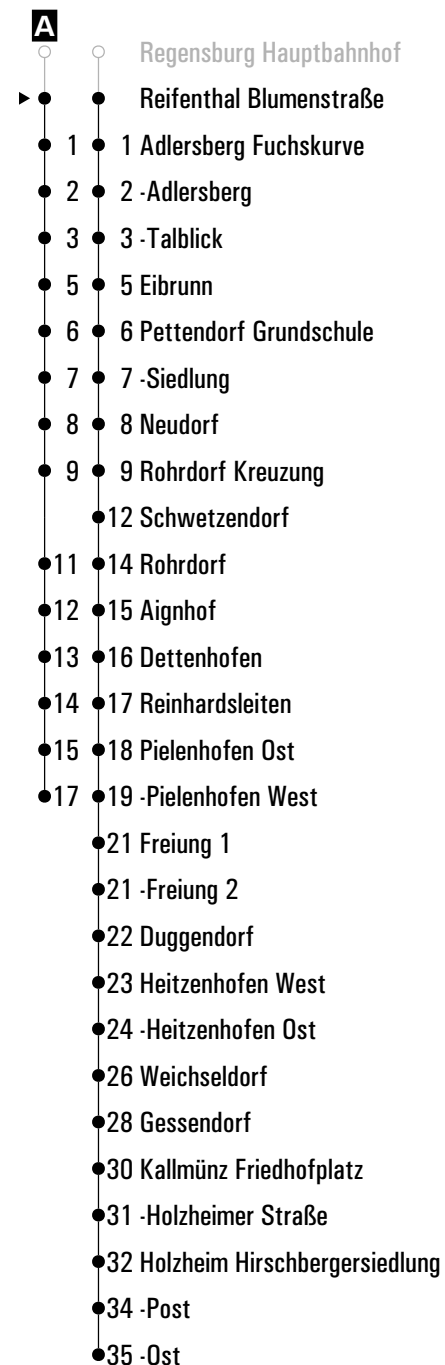 A
Regensburg Hauptbahnhof
Reifenthal Blumenstraße
1 1 Adlersberg Fuchskurve
2 2 -Adlersberg
3 3 -Talblick
5 5 Eibrunn
6 6 Pettendorf Grundschule
7 7 -Siedlung
8 8 Neudorf
9 9 Rohrdorf Kreuzung
12 Schwetzendorf
11 14 Rohrdorf
12 15 Aignhof
13 16 Dettenhofen
14 17 Reinhardsleiten
15 18 Pielenhofen Ost
17 19 -Pielenhofen West
21 Freiung 1
21 -Freiung 2
22 Duggendorf
23 Heitzenhofen West
24 -Heitzenhofen Ost
26 Weichseldorf
28 Gessendorf
30 Kallmünz Friedhofplatz
31 -Holzheimer Straße
32 Holzheim Hirschbergersiedlung
34 -Post
35 -Ost